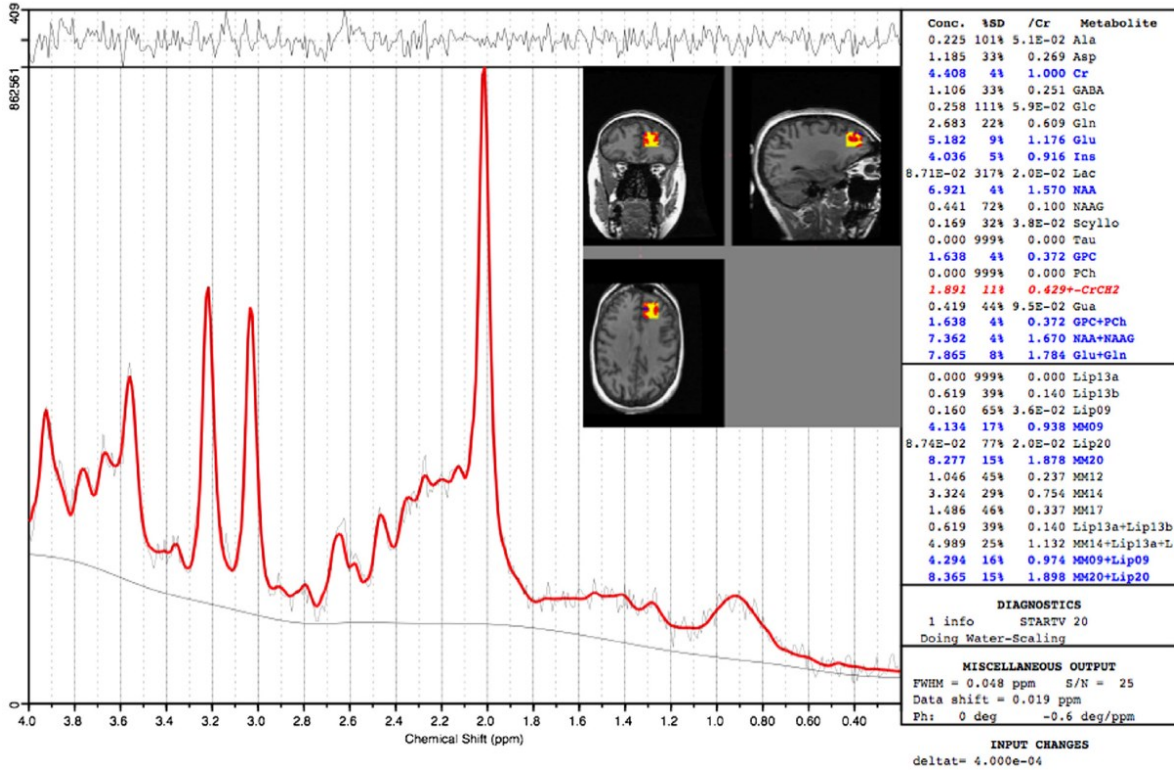 409
862561
0
4.0 3.8 3.6 3.4 3.2 3.0 2.8 2.6 2.4 2.2 2.0 1.8 1.6 1.4 1.2 1.0 0.80 0.60 0.40
Chemical Shift (ppm)
Conc. %SD /Cr Metabolite
0.225 101% 5.1E-02 Ala
1.185 33% 0.269 Asp
4.408 4% 1.000 Cr
1.106 33% 0.251 GABA
0.258 111% 5.9E-02 Glc
2.683 22% 0.609 Gln
5.182 9% 1.176 Glu
4.036 5% 0.916 Ins
8.71E-02 317% 2.0E-02 Lac
6.921 4% 1.570 NAA
0.441 72% 0.100 NAAG
0.169 32% 3.8E-02 Scyllo
0.000 999% 0.000 Tau
1.638 4% 0.372 GPC
0.000 999% 0.000 PCh
1.891 11% 0.429+-CrCH2
0.419 44% 9.5E-02 Gua
1.638 4% 0.372 GPC+PCh
7.362 4% 1.670 NAA+NAAG
7.865 8% 1.784 Glu+Gln
0.000 999% 0.000 Lip13a
0.619 39% 0.140 Lip13b
0.160 65% 3.6E-02 Lip09
4.134 17% 0.938 MM09
8.74E-02 77% 2.0E-02 Lip20
8.277 15% 1.878 MM20
1.046 45% 0.237 MM12
3.324 29% 0.754 MM14
1.486 46% 0.337 MM17
0.619 39% 0.140 Lip13a+Lip13b
4.989 25% 1.132 MM14+Lip13a+L
4.294 16% 0.974 MM09+Lip09
8.365 15% 1.898 MM20+Lip20
DIAGNOSTICS
1 info STARTV 20
Doing Water-Scaling
MISCELLANEOUS OUTPUT
FWHM = 0.048 ppm S/N = 25
Data shift = 0.019 ppm
Ph: 0 deg -0.6 deg/ppm
INPUT CHANGES
deltat= 4.000e-04